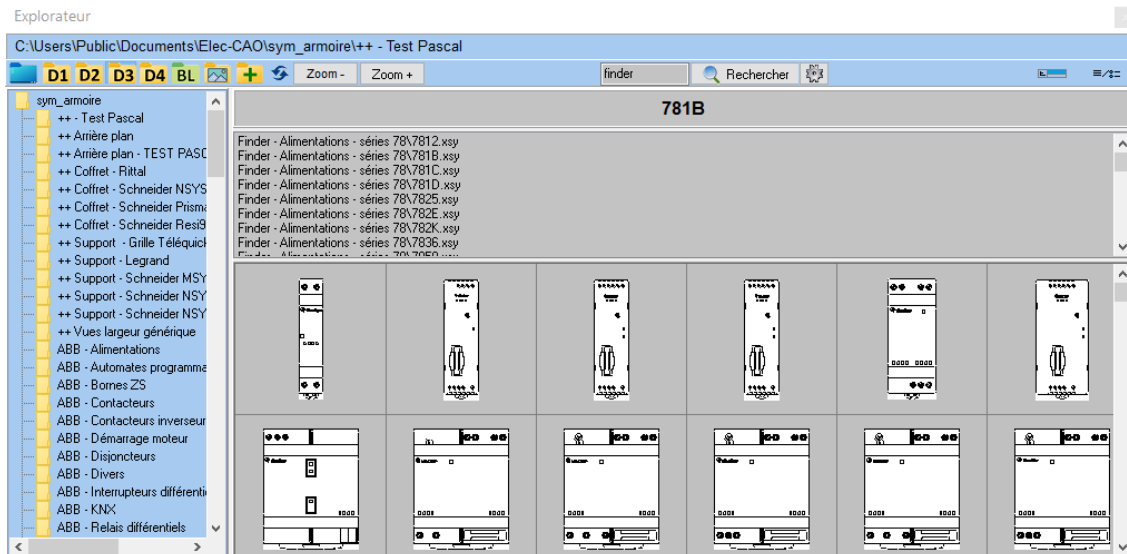 Explorateur
C:\Users\Public\Documents\Elec-CAO\sym_armoire\++ - Test Pascal
D1 D2 D3 D4 BL Zoom - Zoom + finder Rechercher
sym_armoire
++ - Test Pascal
++ Arrière plan
++ Arrière plan - TEST PASC
++ Coffret - Rittal
++ Coffret - Schneider NSYS
++ Coffret - Schneider Prisma
++ Coffret - Schneider Resi9
++ Support - Grille Téléquick
++ Support - Legrand
++ Support - Schneider MSY
++ Support - Schneider NSY
++ Support - Schneider NSY
++ Vues largeur générique
ABB - Alimentations
ABB - Automates programma
ABB - Bornes ZS
ABB - Contacteurs
ABB - Contacteurs inverseur
ABB - Démarrage moteur
ABB - Disjoncteurs
ABB - Divers
ABB - Interrupteurs différenti
ABB - KNX
ABB - Relais différentiels
781B
Finder - Alimentations - séries 78\7812.xsy
Finder - Alimentations - séries 78\781B.xsy
Finder - Alimentations - séries 78\781C.xsy
Finder - Alimentations - séries 78\781D.xsy
Finder - Alimentations - séries 78\7825.xsy
Finder - Alimentations - séries 78\782E.xsy
Finder - Alimentations - séries 78\782K.xsy
Finder - Alimentations - séries 78\7836.xsy